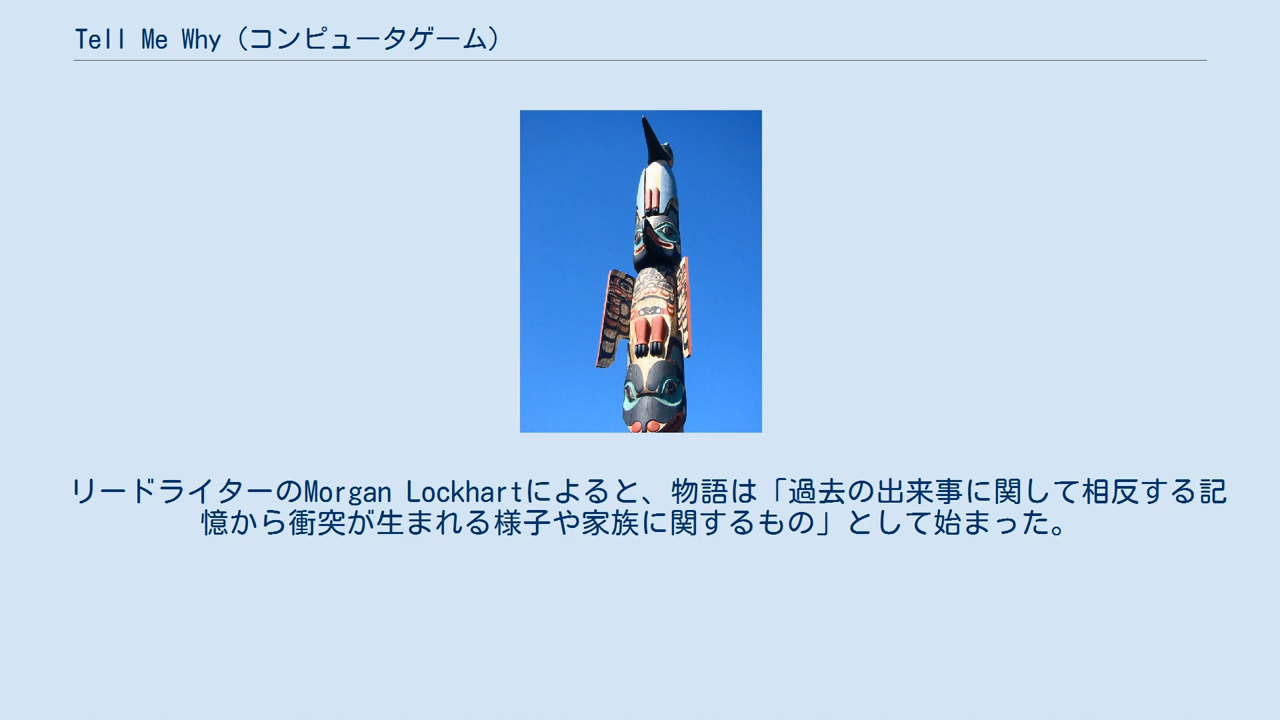 Tell Me Why（コンピュータゲーム）
リードライターのMorgan Lockhartによると、物語は「過去の出来事に関して相反する記
憶から衝突が生まれる様子や家族に関するもの」として始まった。